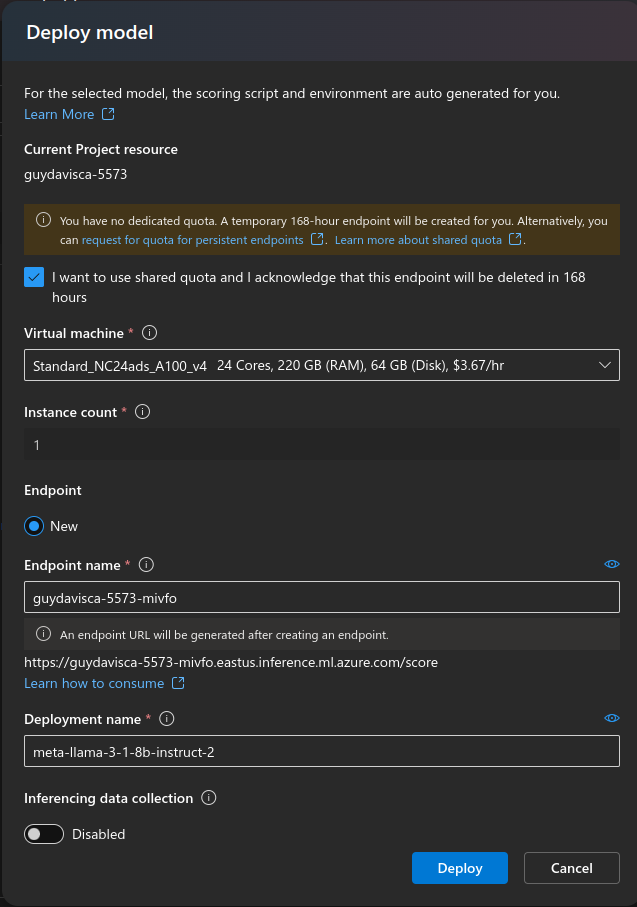 Deploy model
For the selected model, the scoring script and environment are auto generated for you.
Learn More
Current Project resource
guydavisca-5573
You have no dedicated quota. A temporary 168-hour endpoint will be created for you. Alternatively, you
can request for quota for persistent endpoints . Learn more about shared quota .
I want to use shared quota and I acknowledge that this endpoint will be deleted in 168
hours
Virtual machine *
Standard_NC24ads_A100_v4 24 Cores, 220 GB (RAM), 64 GB (Disk), $3.67/hr
Instance count *
1
Endpoint
New
Endpoint name *
guydavisca-5573-mivfo
An endpoint URL will be generated after creating an endpoint.
https://guydavisca-5573-mivfo.eastus.inference.ml.azure.com/score
Learn how to consume
Deployment name *
meta-llama-3-1-8b-instruct-2
Inferencing data collection
Disabled
Deploy Cancel